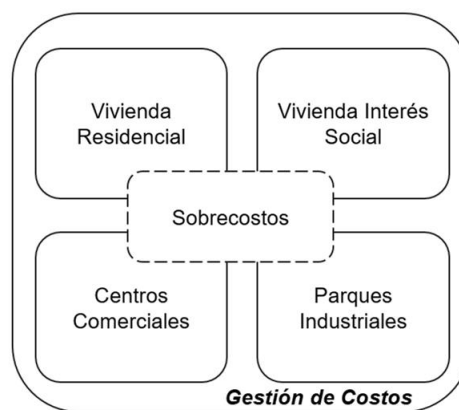 Vivienda
Residencial
Vivienda Interés
Social
Sobrecostos
Centros
Comerciales
Parques
Industriales
Gestión de Costos